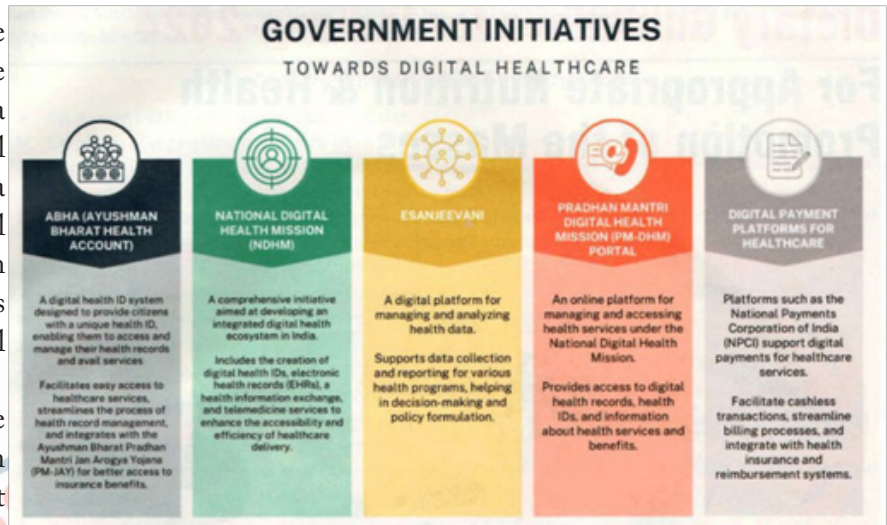 GOVERNMENT INITIATIVES
TOWARDS DIGITAL HEALTHCARE
ABHA (AYUSHMAN
BHARAT HEALTH
ACCOUNT)
A digital health ID system
designed to provide citizens
with a unique health ID,
enabling them to access and
manage their health records
and avail services
Facilitates easy access to
healthcare services,
streamlines the process of
health record management,
and integrates with the
Ayushman Bharat Pradhan
Mantri Jan Arogya Yojana
(PM-JAY) for better access to
insurance benefits.
NATIONAL DIGITAL
HEALTH MISSION
(NDHM)
A comprehensive initiative
aimed at developing an
integrated digital health
ecosystem in India.
Includes the creation of
digital health IDs, electronic
health records (EHRs), a
health information exchange,
and telemedicine services to
enhance the accessibility and
efficiency of healthcare
delivery.
ESANJEEVANI
A digital platform for
managing and analyzing
health data.
Supports data collection
and reporting for various
health programs, helping
in decision-making and
policy formulation.
PRADHAN MANTRI
DIGITAL HEALTH
MISSION (PM-DHM)
PORTAL
An online platform for
managing and accessing
health services under the
National Digital Health
Mission.
Provides access to digital
health records, health
IDs, and information
about health services and
benefits.
DIGITAL PAYMENT
PLATFORMS FOR
HEALTHCARE
Platforms such as the
National Payments
Corporation of India
(NPCI) support digital
payments for healthcare
services.
Facilitate cashless
transactions, streamline
billing processes, and
integrate with health
insurance and
reimbursement systems.